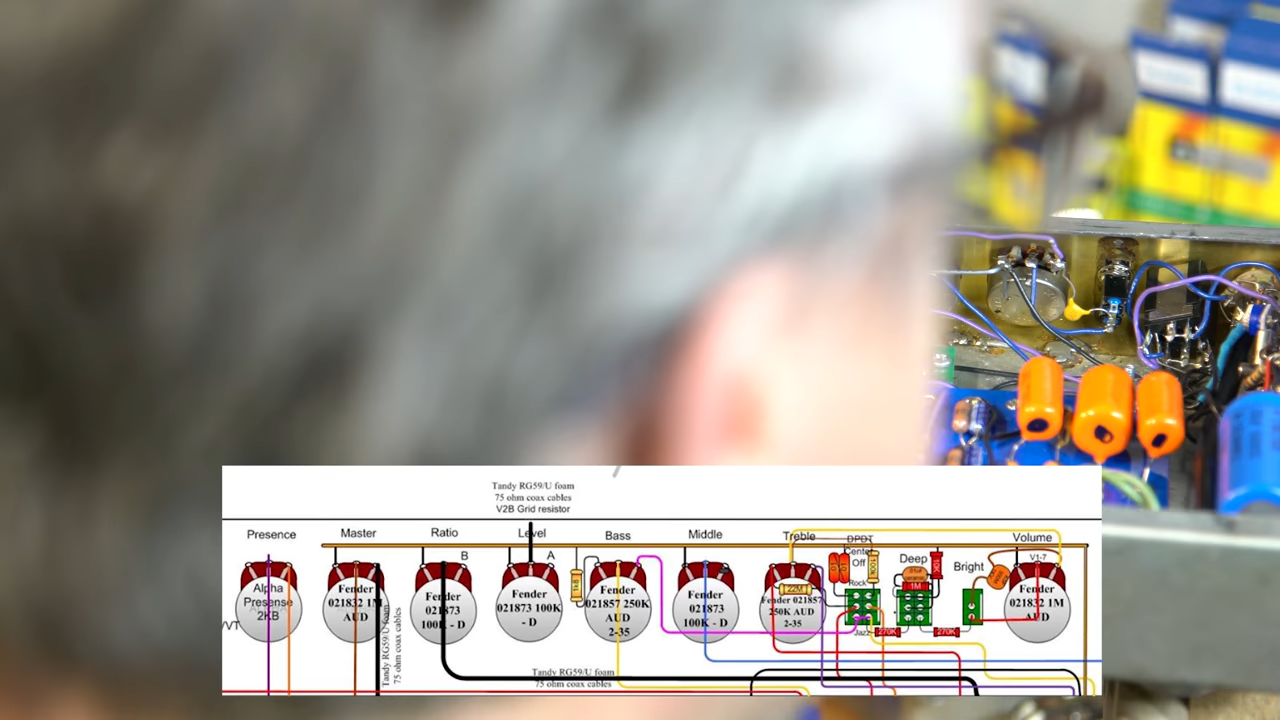 Tandy RG59/U foam
75 ohm coax cables
V2B Grid resistor
Presence
Master
Ratio
Level
Bass
Middle
Treble
DPDT
Center
Off
Deep
Bright
Volume
B
A
V1-7
Alpha
Presense
2KB
Fender
021832 1M
AUD
Fender
021873
100K - D
Fender
021873 100K
- D
Fender
021857 250K
AUD
2-35
Fender
021873
100K - D
22M
Fender 021857
250K AUD
2-35
Rock
Jazz
1M
270K
270K
Fender
021832 1M
AUD
/VT
Tandy RG59/U foam
75 ohm coax cables
Tandy RG59/U foam
75 ohm coax cables